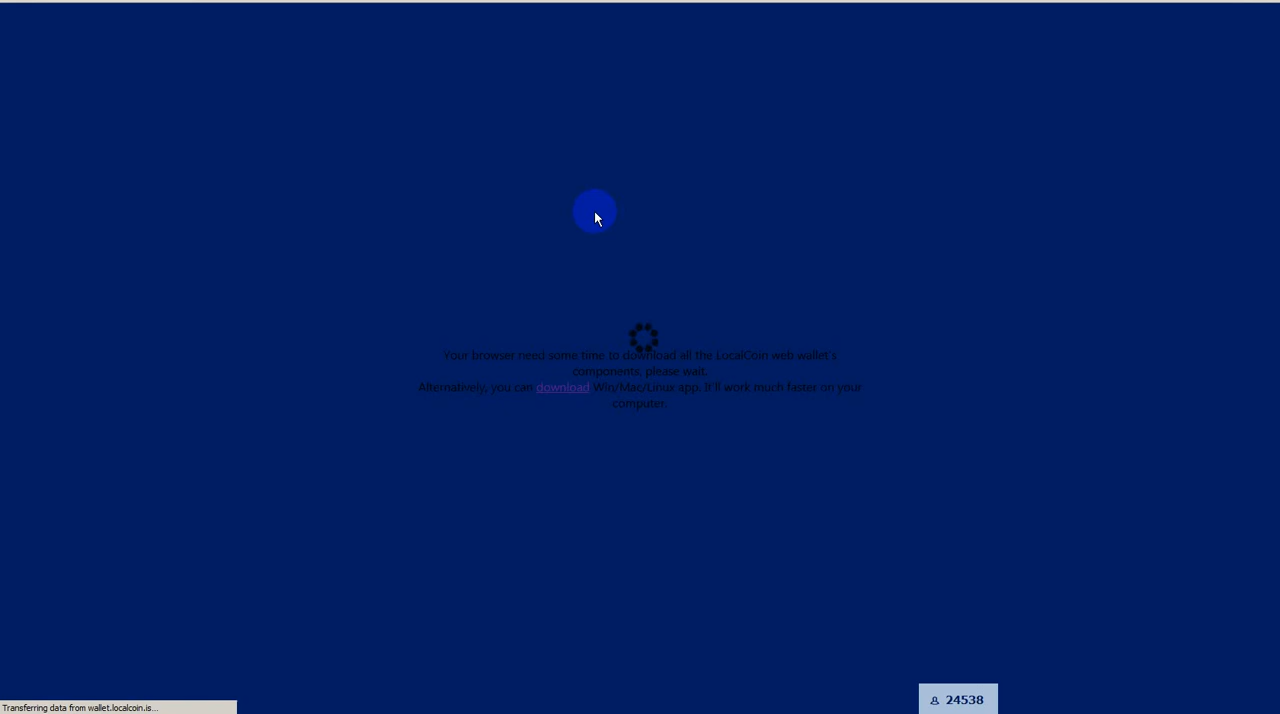 Your browser need some time to download all the LocalCoin web wallet's
components, please wait.
Alternatively, you can download Win/Mac/Linux app. It'll work much faster on your
computer.
24538
Transferring data from wallet.localcoin.is...